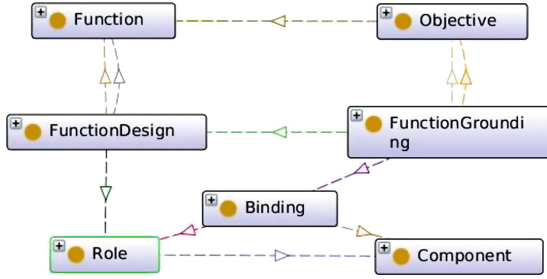 Function
Objective
FunctionDesign
FunctionGroundi
ng
Binding
Role
Component